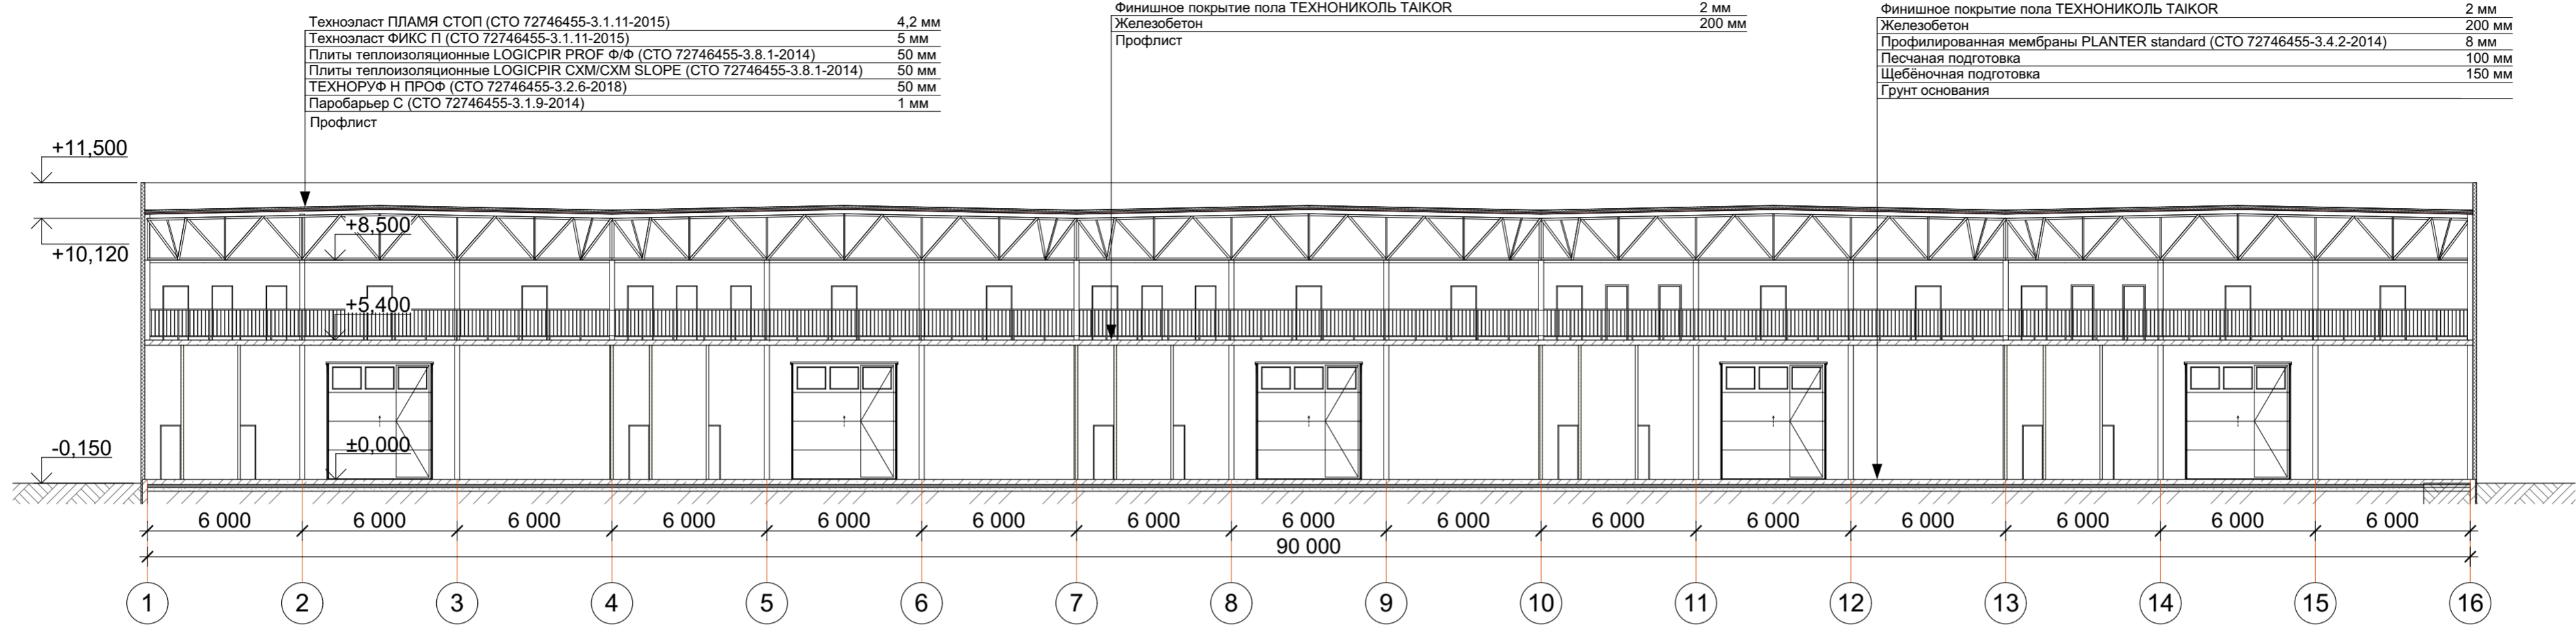 Техноэласт ПЛАМЯ СТОП (СТО 72746455-3.1.11-2015) 4,2 мм
Техноэласт ФИКС П (СТО 72746455-3.1.11-2015) 5 мм
Плиты теплоизоляционные LOGICPIR PROF Ф/Ф (СТО 72746455-3.8.1-2014) 50 мм
Плиты теплоизоляционные LOGICPIR СХМ/СХМ SLOPE (СТО 72746455-3.8.1-2014) 50 мм
ТЕХНОРУФ Н ПРОФ (СТО 72746455-3.2.6-2018) 50 мм
Паробарьер С (СТО 72746455-3.1.9-2014) 1 мм
Профлист
Финишное покрытие пола ТЕХНОНИКОЛЬ TAIKOR 2 мм
Железобетон 200 мм
Профлист
Финишное покрытие пола ТЕХНОНИКОЛЬ TAIKOR 2 мм
Железобетон 200 мм
Профилированная мембраны PLANTER standard (СТО 72746455-3.4.2-2014) 8 мм
Песчаная подготовка 100 мм
Щебёночная подготовка 150 мм
Грунт основания
+11,500
+8,500
+10,120
+5,400
±0,000
-0,150
6 000 6 000 6 000 6 000 6 000 6 000 6 000 6 000 6 000 6 000 6 000 6 000 6 000 6 000 6 000
90 000
1 2 3 4 5 6 7 8 9 10 11 12 13 14 15 16